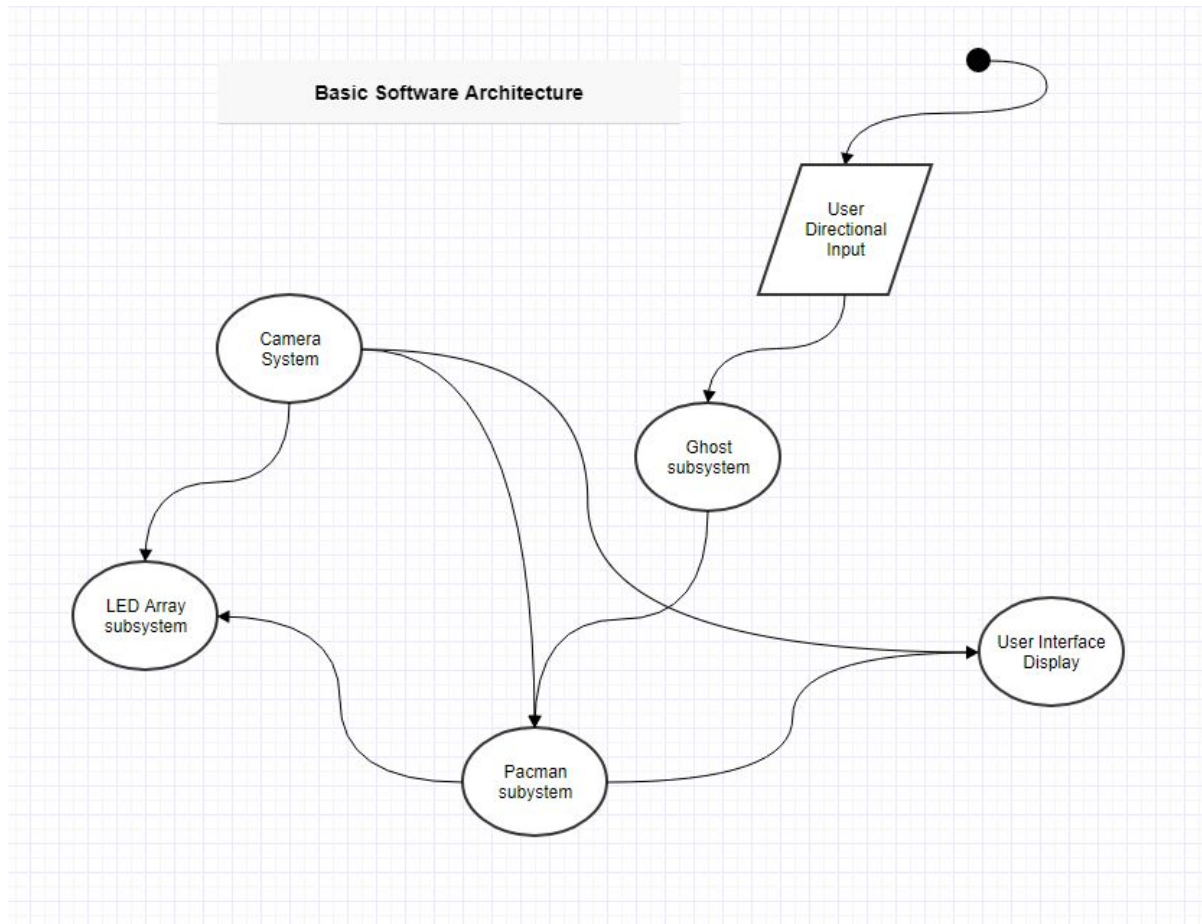 Basic Software Architecture
User
Directional
Input
Camera
System
Ghost
subsystem
LED Array
subsystem
User Interface
Display
Pacman
subystem